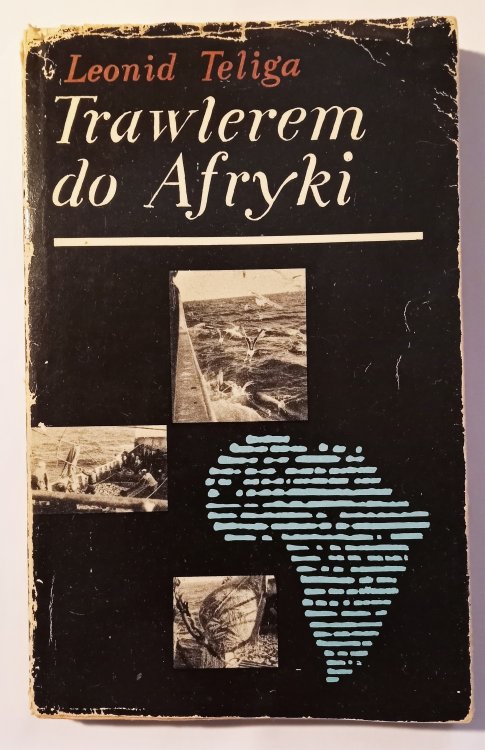 Leonid Teliga
Trawlerem
do Afryki